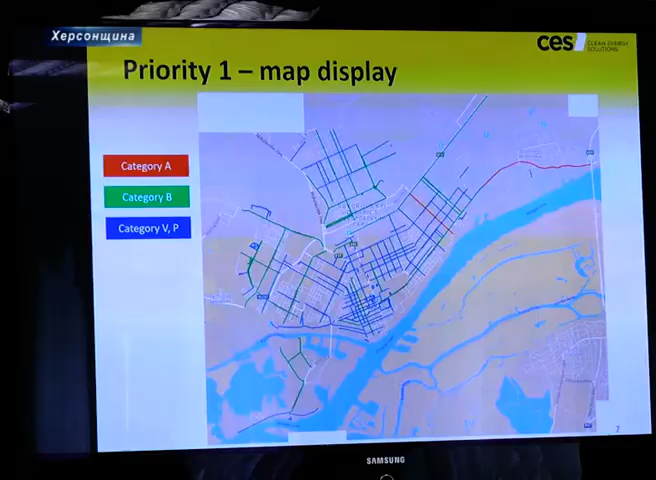 Херсонщина
ces
CLEAN ENERGY
SOLUTIONS
Priority 1 – map display
Category A
Category B
Category V, P
7
SAMSUNG